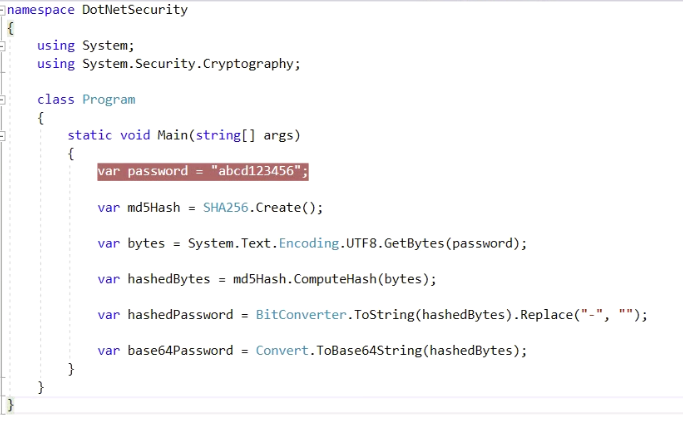 namespace DotNetSecurity
{
using System;
using System.Security.Cryptography;
class Program
{
static void Main(string[] args)
{
var password = "abcd123456";
var md5Hash = SHA256.Create();
var bytes = System.Text.Encoding.UTF8.GetBytes(password);
var hashedBytes = md5Hash.ComputeHash(bytes);
var hashedPassword = BitConverter.ToString(hashedBytes).Replace("-", "");
var base64Password = Convert.ToBase64String(hashedBytes);
}
}
}